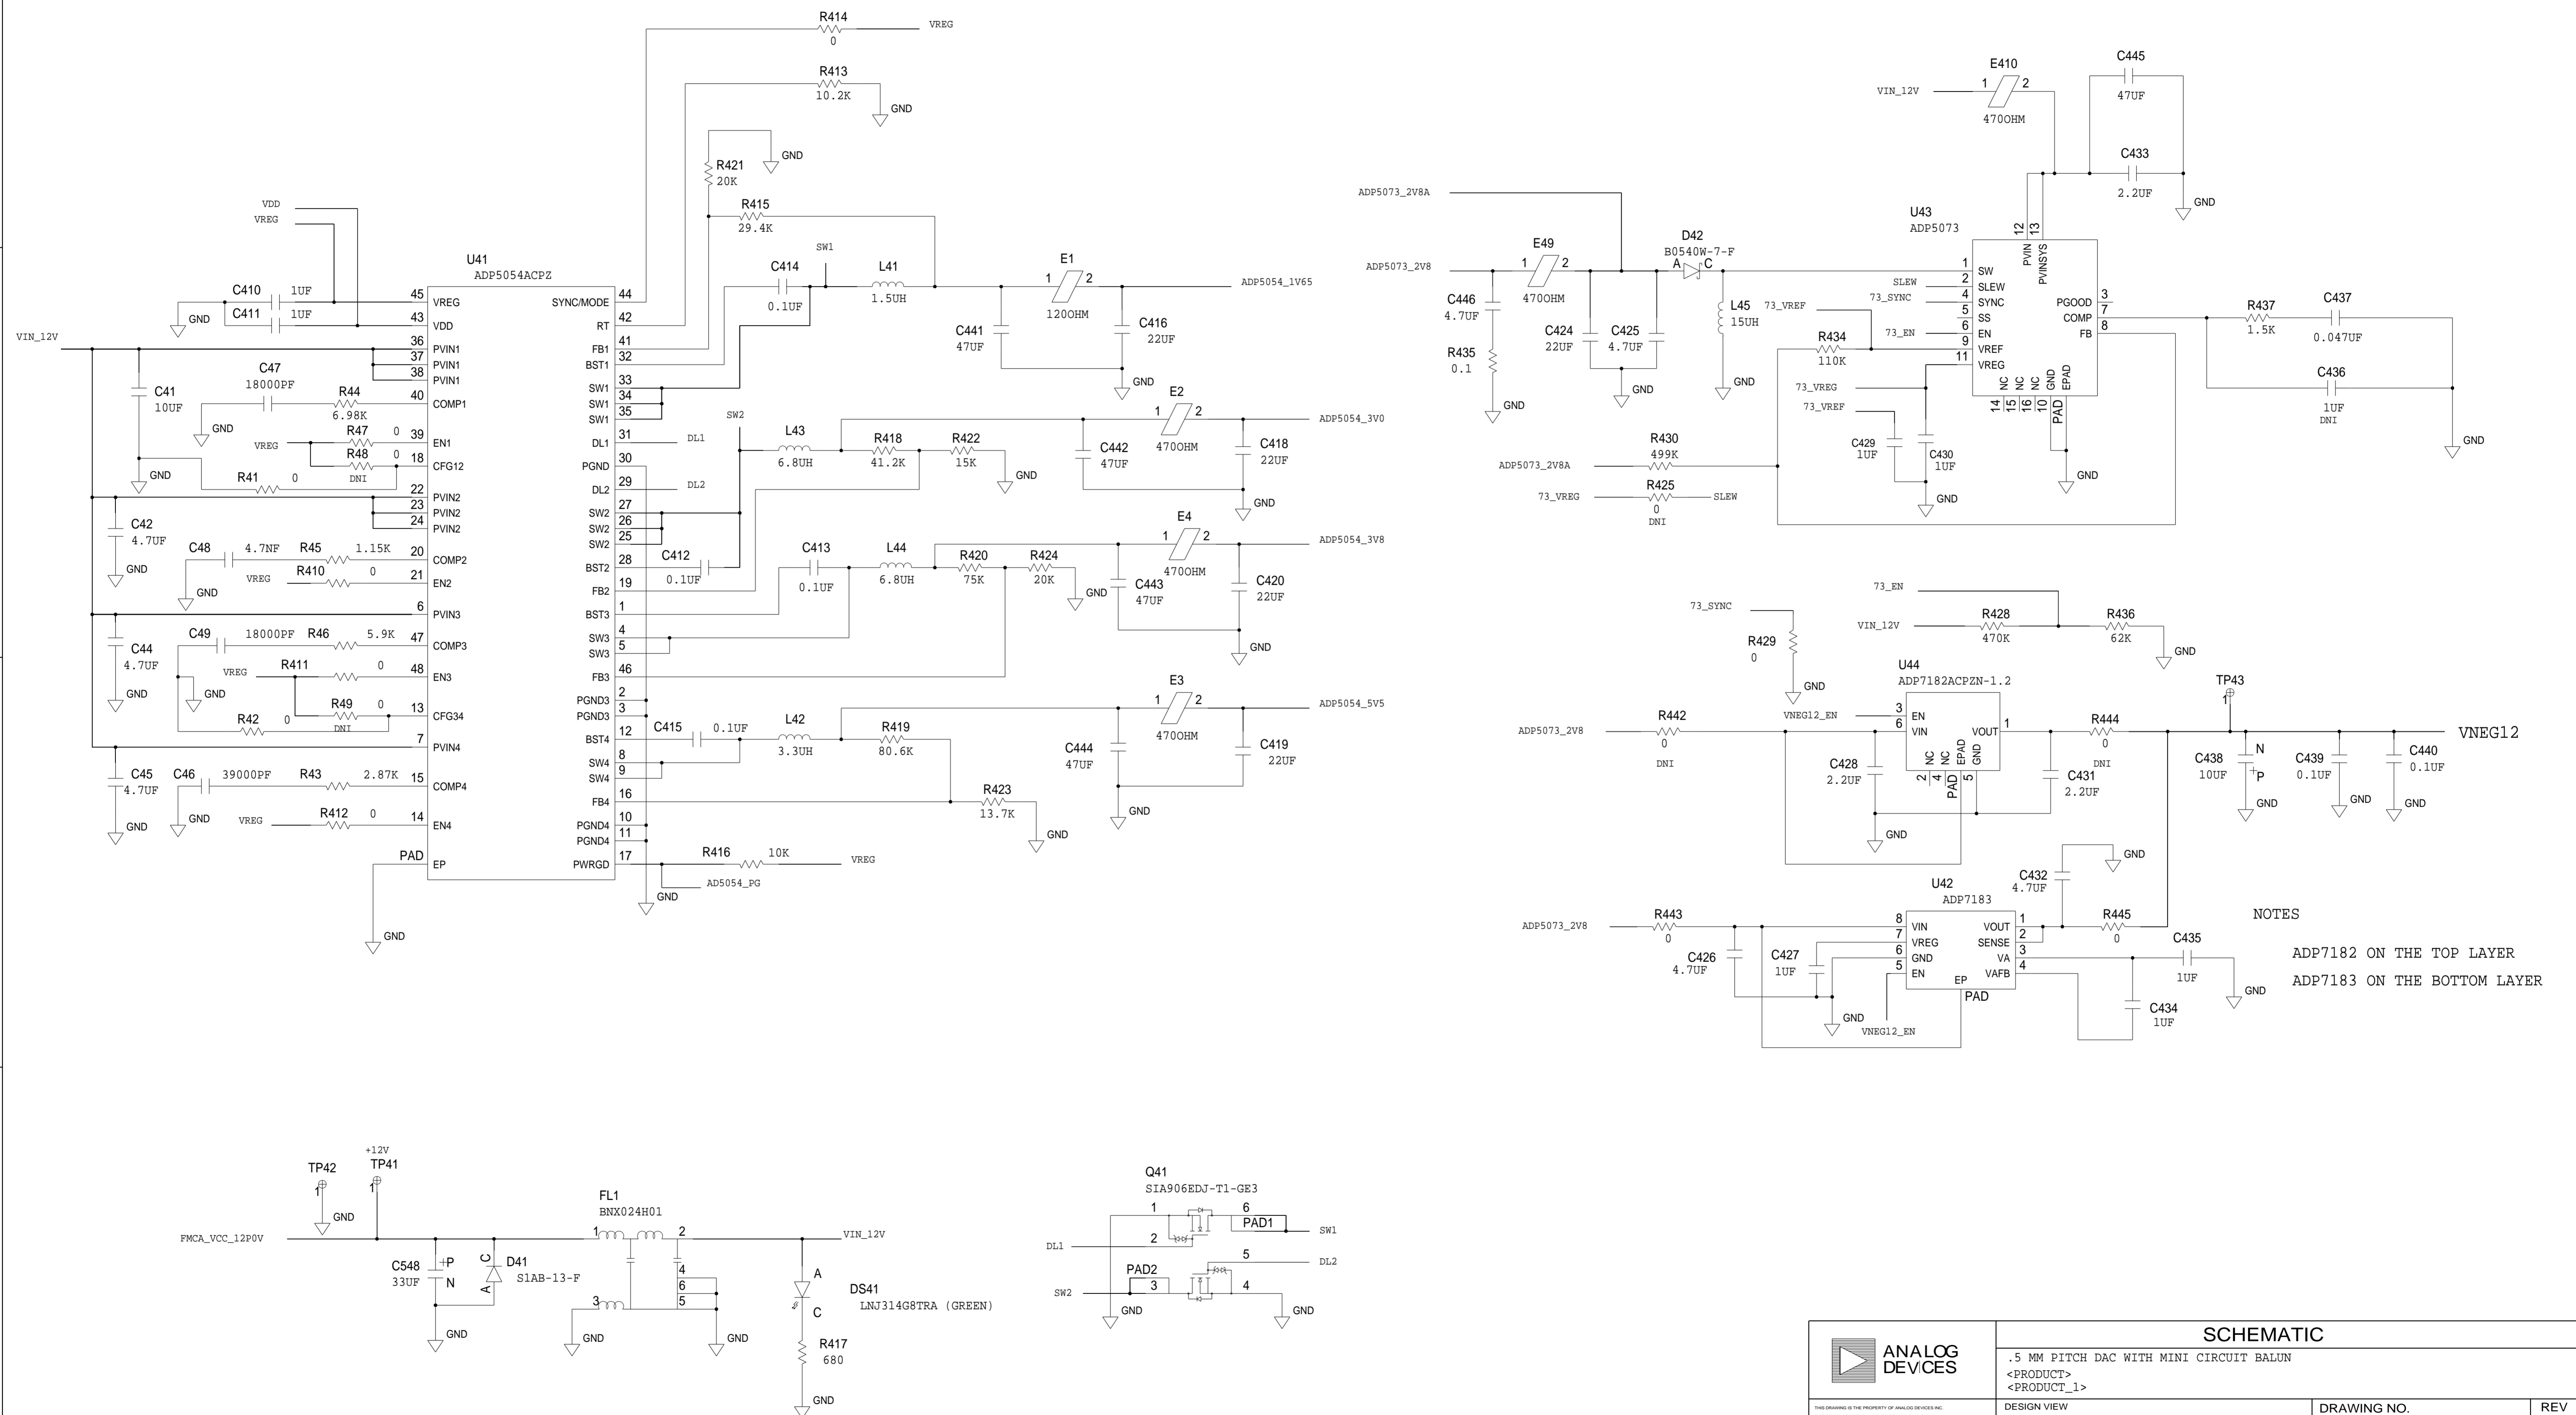 R414
0
VREG
R413
10.2K
GND
R421
20K
GND
R415
29.4K
VDD
VREG
U41
ADP5054ACPZ
C410
1UF
C411
1UF
GND
VIN_12V
45 VREG
43 VDD
36 PVIN1
37 PVIN1
38 PVIN1
40 COMP1
39 EN1
18 CFG12
22 PVIN2
23 PVIN2
24 PVIN2
20 COMP2
21 EN2
6 PVIN3
47 COMP3
48 EN3
13 CFG34
7 PVIN4
15 COMP4
14 EN4
PAD EP
SYNC/MODE 44
RT 42
FB1 41
BST1 32
SW1 33
SW1 34
SW1 35
DL1 31
PGND 30
DL2 29
SW2 27
SW2 26
SW2 25
BST2 28
FB2 19
BST3 1
SW3 4
SW3 5
FB3 46
PGND3 2
PGND3 3
BST4 12
SW4 8
SW4 9
FB4 16
PGND4 10
PGND4 11
PWRGD 17
C41
10UF
GND
C47
18000PF
R44
6.98K
GND
VREG
R47
0
R48
0
DNI
R41
0
C42
4.7UF
GND
C48
4.7NF
R45
1.15K
GND
VREG
R410
0
C44
4.7UF
GND
C49
18000PF
R46
5.9K
GND
VREG
R411
0
R49
0
DNI
R42
0
C45
4.7UF
GND
C46
39000PF
R43
2.87K
GND
VREG
R412
0
GND
C414
0.1UF
SW1
L41
1.5UH
C441
47UF
E1
1 2
120OHM
C416
22UF
GND
ADP5054_1V65
SW2
DL1
DL2
L43
6.8UH
R418
41.2K
R422
15K
GND
C442
47UF
E2
1 2
470OHM
C418
22UF
GND
ADP5054_3V0
C412
0.1UF
C413
0.1UF
L44
6.8UH
R420
75K
R424
20K
GND
C443
47UF
E4
1 2
470OHM
C420
22UF
GND
ADP5054_3V8
C415
0.1UF
L42
3.3UH
R419
80.6K
R423
13.7K
GND
C444
47UF
E3
1 2
470OHM
C419
22UF
GND
ADP5054_5V5
R416
10K
VREG
AD5054_PG
GND
VIN_12V
E410
1 2
470OHM
C445
47UF
C433
2.2UF
GND
ADP5073_2V8A
ADP5073_2V8
E49
1 2
470OHM
D42
B0540W-7-F
A C
C446
4.7UF
R435
0.1
GND
C424
22UF
C425
4.7UF
GND
L45
15UH
GND
U43
ADP5073
12 PVIN
13 PVINSYS
1 SW
2 SLEW
4 SYNC
5 SS
6 EN
9 VREF
11 VREG
PGOOD 3
COMP 7
FB 8
14 NC
15 NC
16 NC
10 GND
PAD EPAD
SLEW
73_SYNC
73_EN
73_VREF
R434
110K
73_VREG
73_VREF
C429
1UF
C430
1UF
GND
GND
R437
1.5K
C437
0.047UF
C436
1UF
DNI
GND
ADP5073_2V8A
R430
499K
73_VREG
R425
0
DNI
SLEW
73_EN
VIN_12V
R428
470K
R436
62K
GND
73_SYNC
R429
0
GND
U44
ADP7182ACPZN-1.2
VNEG12_EN
3 EN
6 VIN
VOUT 1
2 NC
4 NC
PAD EPAD
5 GND
ADP5073_2V8
R442
0
DNI
C428
2.2UF
GND
C431
2.2UF
R444
0
DNI
TP43
1
VNEG12
C438
10UF
N
+P
GND
C439
0.1UF
GND
C440
0.1UF
GND
U42
ADP7183
8 VIN
7 VREG
6 GND
5 EN
VOUT 1
SENSE 2
VA 3
VAFB 4
EP
PAD
ADP5073_2V8
R443
0
C426
4.7UF
C427
1UF
GND
VNEG12_EN
C432
4.7UF
GND
R445
0
C435
1UF
GND
C434
1UF
NOTES
ADP7182 ON THE TOP LAYER
ADP7183 ON THE BOTTOM LAYER
TP42
1
GND
+12V
TP41
1
FMCA_VCC_12P0V
C548
33UF
+P
N
GND
D41
S1AB-13-F
C
A
FL1
BNX024H01
1
2
3
4
6
5
GND
GND
VIN_12V
A
C
DS41
LNJ314G8TRA (GREEN)
R417
680
GND
Q41
SIA906EDJ-T1-GE3
1
6
PAD1
SW1
DL1
2
5
DL2
PAD2
SW2
3
4
GND
GND
ANALOG
DEVICES
SCHEMATIC
.5 MM PITCH DAC WITH MINI CIRCUIT BALUN
<PRODUCT>
<PRODUCT_1>
THIS DRAWING IS THE PROPERTY OF ANALOG DEVICES INC.
DESIGN VIEW
DRAWING NO.
REV